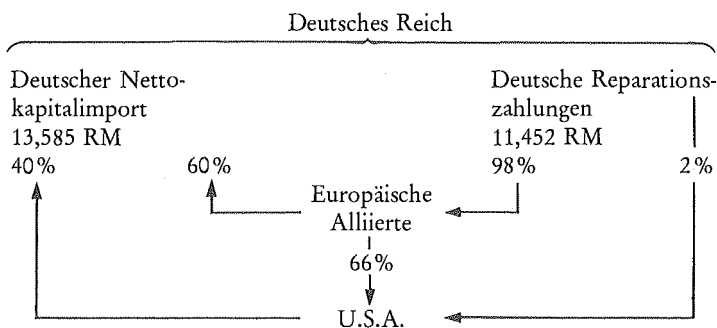 Deutsches Reich
Deutscher Netto-
kapitalimport
13,585 RM
40% 60%
Deutsche Reparations-
zahlungen
11,452 RM
98% 2%
Europäische
Alliierte
66%
U.S.A.